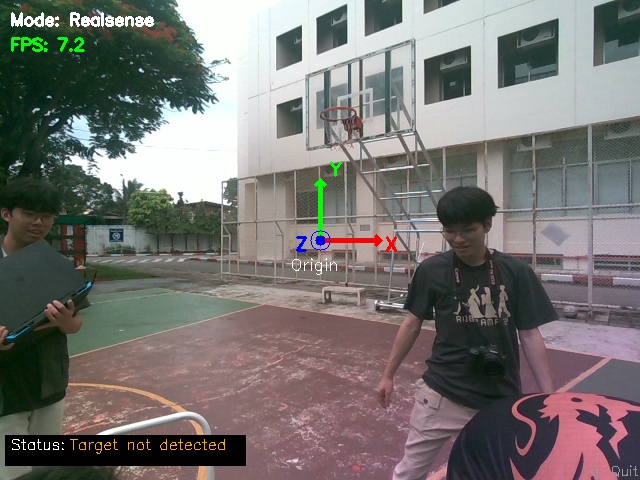 Mode: Realsense
FPS: 7.2
Y
Z
X
Origin
Status: Target not detected
Quit